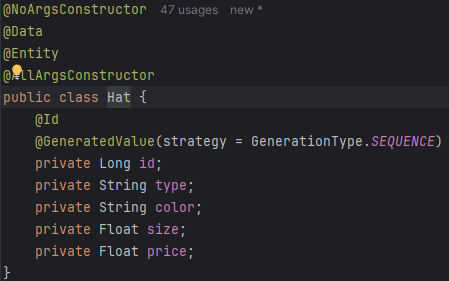 @NoArgsConstructor 47 usages new *
@Data
@Entity
@AllArgsConstructor
public class Hat {
@Id
@GeneratedValue(strategy = GenerationType.SEQUENCE)
private Long id;
private String type;
private String color;
private Float size;
private Float price;
}